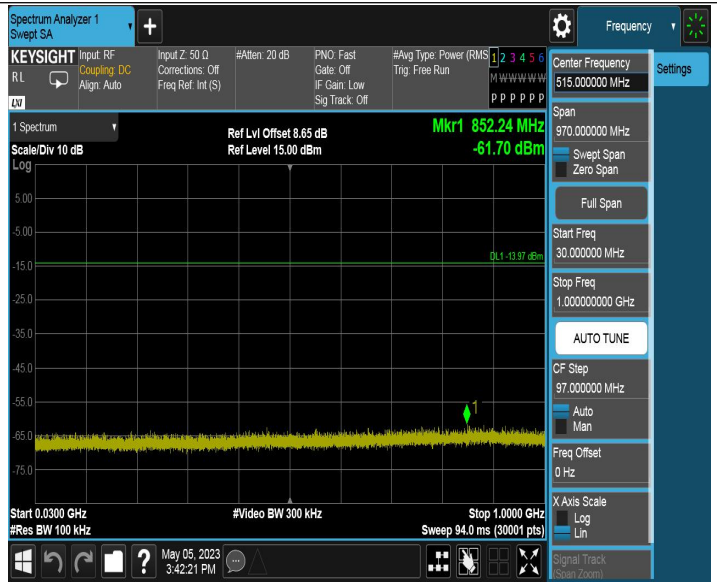 Spectrum Analyzer 1
Swept SA
Frequency
KEYSIGHT
RL
LXI
Input: RF
Coupling: DC
Align: Auto
Input Z: 50 Ω
Corrections: Off
Freq Ref: Int (S)
#Atten: 20 dB
PNO: Fast
Gate: Off
IF Gain: Low
Sig Track: Off
#Avg Type: Power (RMS
Trig: Free Run
1 2 3 4 5 6
M W W W W W
P P P P P P
Center Frequency
515.000000 MHz
Settings
1 Spectrum
Scale/Div 10 dB
Log
Ref Lvl Offset 8.65 dB
Ref Level 15.00 dBm
Mkr1 852.24 MHz
-61.70 dBm
5.00
-5.00
-15.0
-25.0
-35.0
-45.0
-55.0
-65.0
-75.0
DL1 -13.97 dBm
1
Start 0.0300 GHz
#Res BW 100 kHz
#Video BW 300 kHz
Stop 1.0000 GHz
Sweep 94.0 ms (30001 pts)
Span
970.000000 MHz
Swept Span
Zero Span
Full Span
Start Freq
30.000000 MHz
Stop Freq
1.000000000 GHz
AUTO TUNE
CF Step
97.000000 MHz
Auto
Man
Freq Offset
0 Hz
X Axis Scale
Log
Lin
Signal Track
(Span Zoom)
?
May 05, 2023
3:42:21 PM